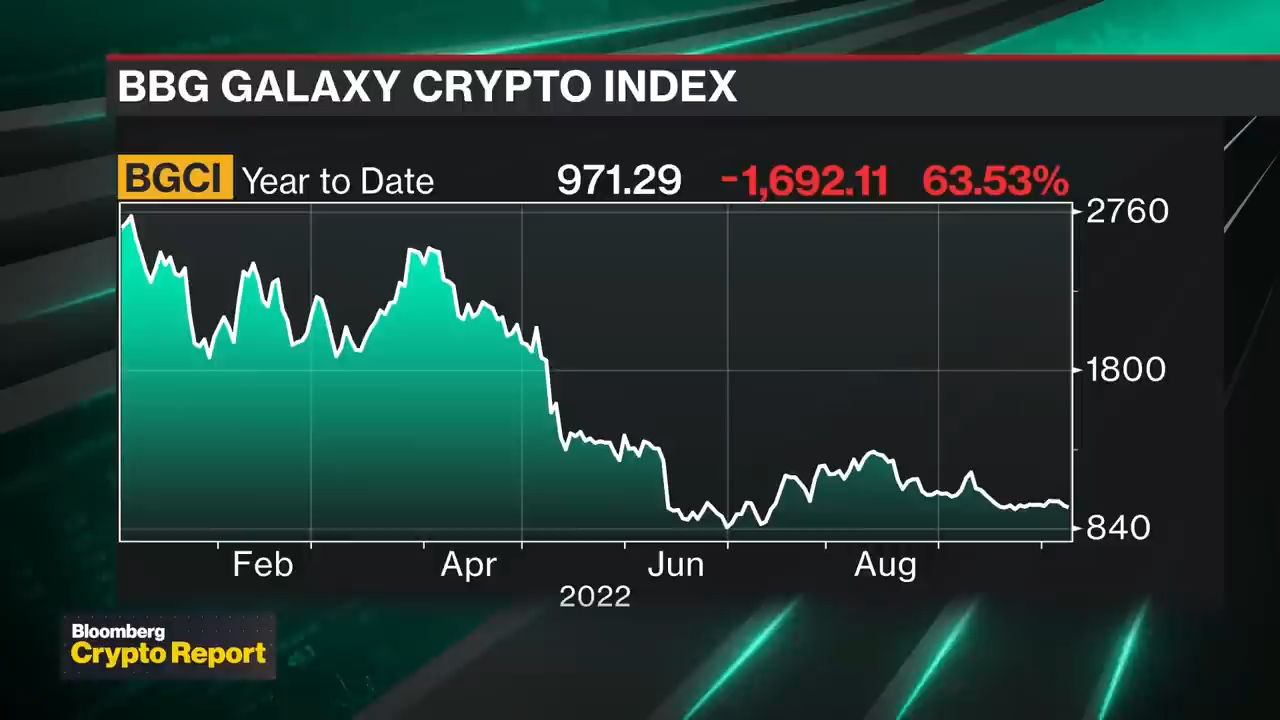 BBG GALAXY CRYPTO INDEX
BGCI Year to Date 971.29 -1,692.11 63.53%
2760
1800
840
Feb Apr Jun Aug
2022
Bloomberg
Crypto Report